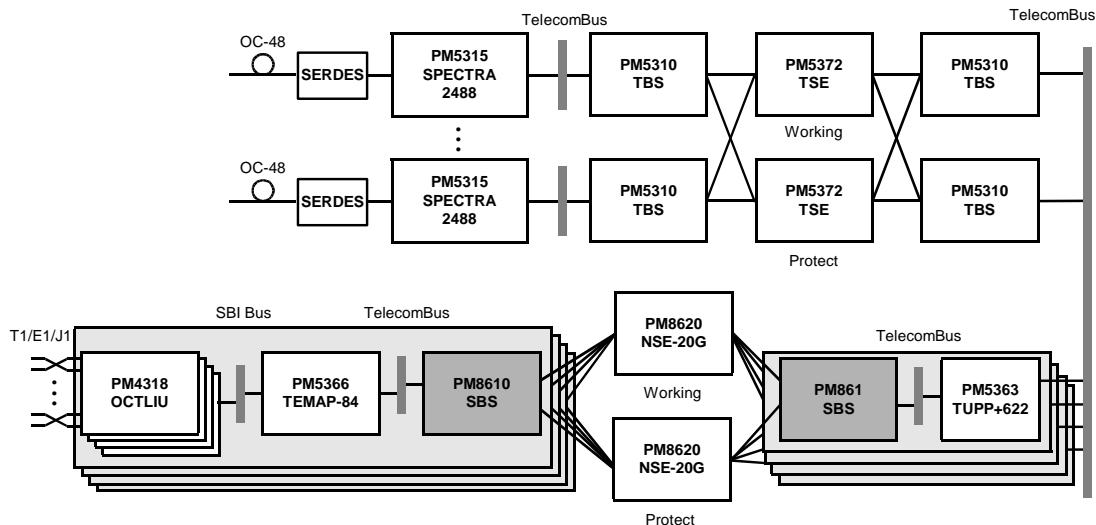 TelecomBus
TelecomBus
OC-48
SERDES
PM5315
SPECTRA
2488
PM5310
TBS
PM5372
TSE
PM5310
TBS
Working
OC-48
SERDES
PM5315
SPECTRA
2488
PM5310
TBS
PM5372
TSE
PM5310
TBS
Protect
T1/E1/J1
SBI Bus
TelecomBus
PM4318
OCTLIU
PM5366
TEMAP-84
PM8610
SBS
PM8620
NSE-20G
Working
TelecomBus
PM861
SBS
PM5363
TUPP+622
PM8620
NSE-20G
Protect